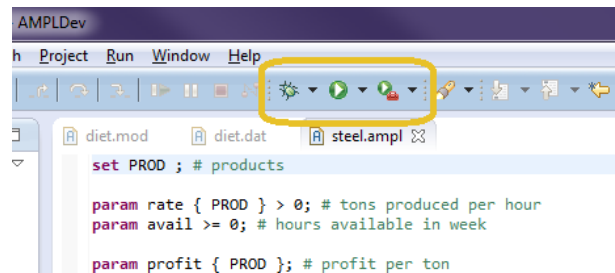 AMPLDev
h Project Run Window Help
diet.mod diet.dat steel.ampl
set PROD ; # products
param rate { PROD } > 0; # tons produced per hour
param avail >= 0; # hours available in week
param profit { PROD }; # profit per ton